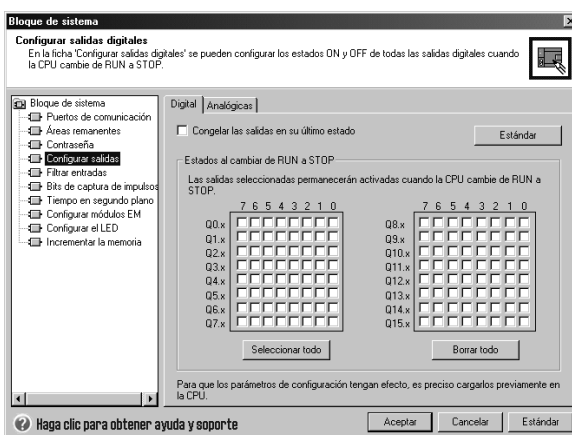 Bloque de sistema
Configurar salidas digitales
En la ficha 'Configurar salidas digitales' se pueden configurar los estados ON y OFF de todas las salidas digitales cuando
la CPU cambie de RUN a STOP.
Bloque de sistema
Puertos de comunicación
Áreas remanentes
Contraseña
Configurar salidas
Filtrar entradas
Bits de captura de impulsos
Tiempo en segundo plano
Configurar módulos EM
Configurar el LED
Incrementar la memoria
Digital Analógicas
Congelar las salidas en su último estado
Estándar
Estados al cambiar de RUN a STOP
Las salidas seleccionadas permanecerán activadas cuando la CPU cambie de RUN a
STOP.
7 6 5 4 3 2 1 0 7 6 5 4 3 2 1 0
Q0.x Q8.x
Q1.x Q9.x
Q2.x Q10.x
Q3.x Q11.x
Q4.x Q12.x
Q5.x Q13.x
Q6.x Q14.x
Q7.x Q15.x
Seleccionar todo Borrar todo
Para que los parámetros de configuración tengan efecto, es preciso cargarlos previamente en
la CPU.
Haga clic para obtener ayuda y soporte
Aceptar Cancelar Estándar